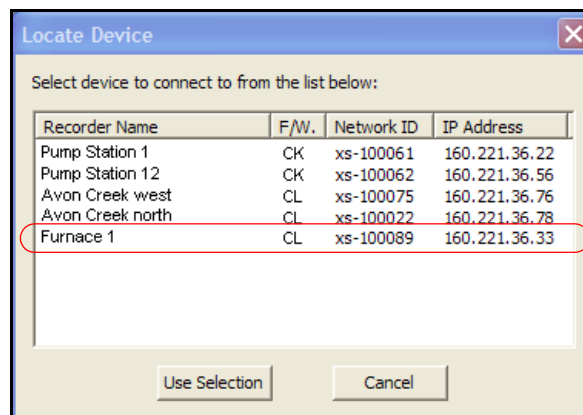 Locate Device
Select device to connect to from the list below:
Recorder Name F/W. Network ID IP Address
Pump Station 1 CK xs-100061 160.221.36.22
Pump Station 12 CK xs-100062 160.221.36.56
Avon Creek west CL xs-100075 160.221.36.76
Avon Creek north CL xs-100022 160.221.36.78
Furnace 1 CL xs-100089 160.221.36.33
Use Selection Cancel